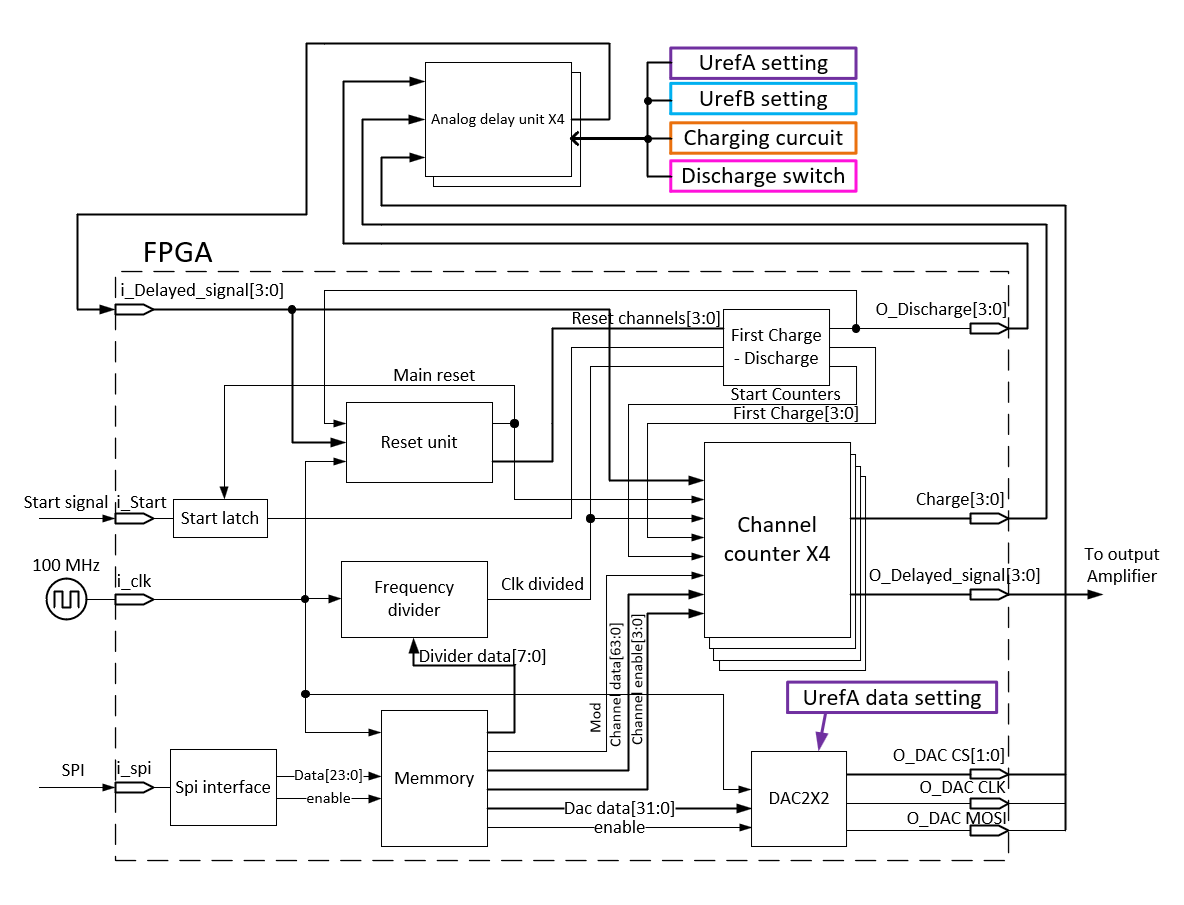 UrefA setting
UrefB setting
Analog delay unit X4
Charging curcuit
Discharge switch
FPGA
i_Delayed_signal[3:0]
O_Discharge[3:0]
Reset channels[3:0]
First Charge
- Discharge
Main reset
Start Counters
First Charge[3:0]
Reset unit
Start signal
i_Start
Start latch
Charge[3:0]
Channel
counter X4
100 MHz
i_clk
Frequency
divider
Clk divided
O_Delayed_signal[3:0]
To output
Amplifier
Divider data[7:0]
Mod
Channel data[63:0]
Channel enable[3:0]
UrefA data setting
SPI
i_spi
Spi interface
Data[23:0]
enable
Memmory
Dac data[31:0]
enable
DAC2X2
O_DAC CS[1:0]
O_DAC CLK
O_DAC MOSI